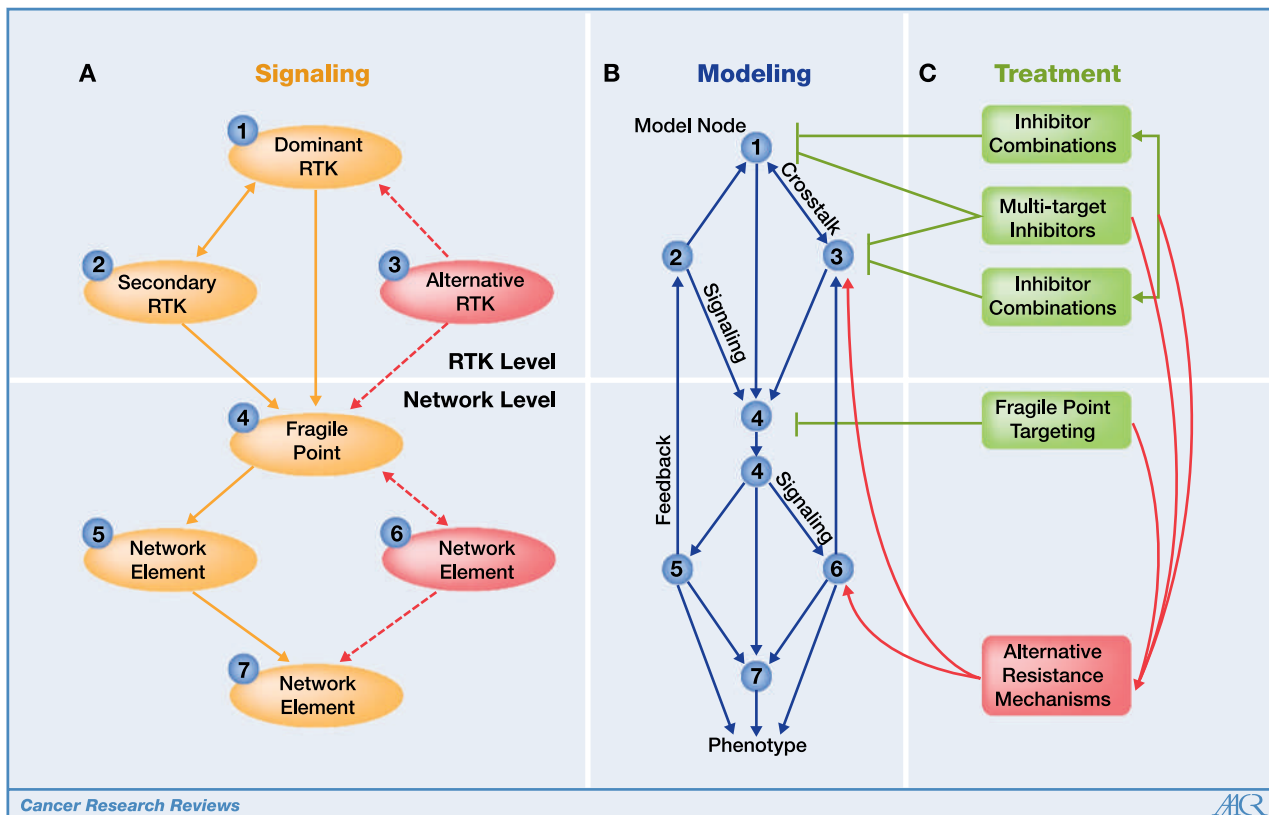 A
Signaling
1
Dominant
RTK
2
Secondary
RTK
3
Alternative
RTK
RTK Level
Network Level
4
Fragile
Point
5
Network
Element
6
Network
Element
7
Network
Element
B
Modeling
Model Node
1
Crosstalk
2
3
Signaling
4
4
Signaling
Feedback
5
6
7
Phenotype
C
Treatment
Inhibitor
Combinations
Multi-target
Inhibitors
Inhibitor
Combinations
Fragile Point
Targeting
Alternative
Resistance
Mechanisms
Cancer Research Reviews
AACR